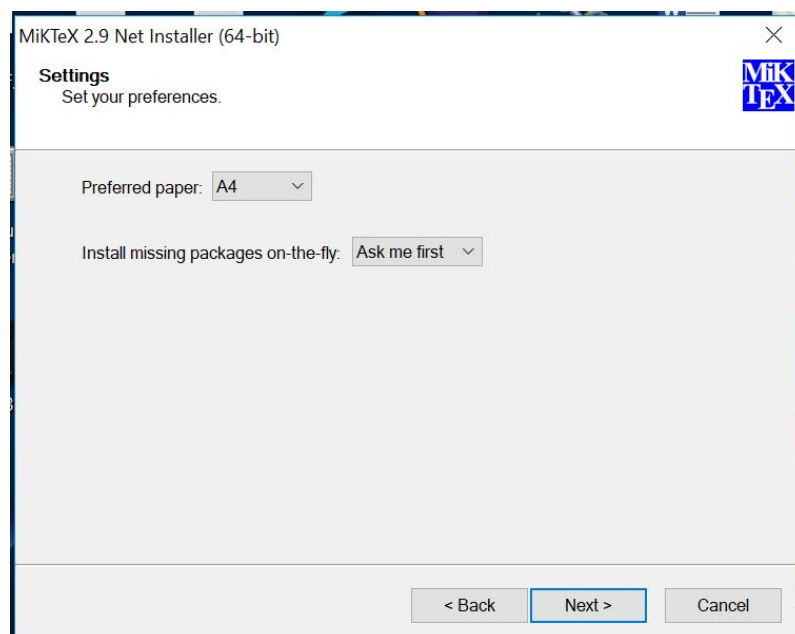 MiKTeX 2.9 Net Installer (64-bit)
Settings
Set your preferences.
MiK
TEX
Preferred paper: A4
Install missing packages on-the-fly: Ask me first
< Back Next > Cancel